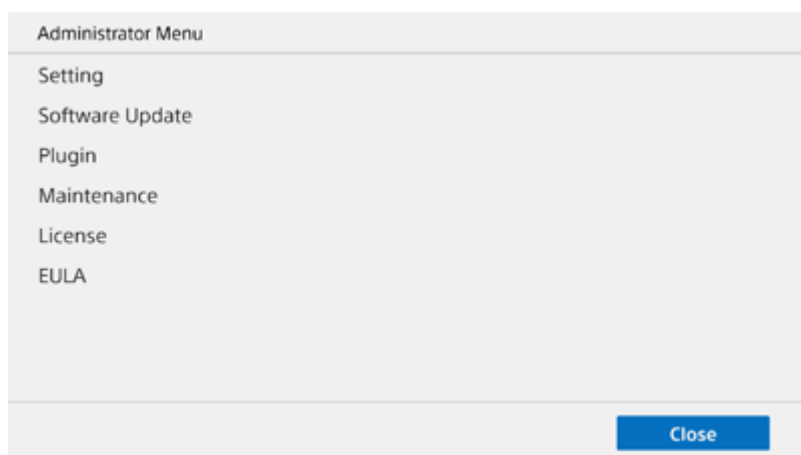 Administrator Menu
Setting
Software Update
Plugin
Maintenance
License
EULA
Close